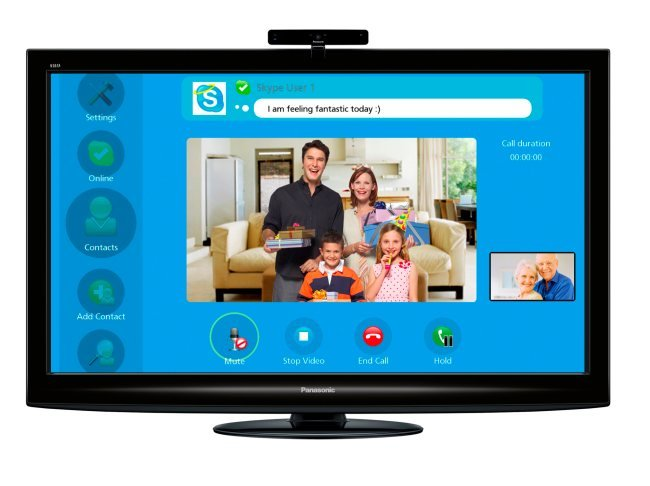 Panasonic
Skype User 1
I am feeling fantastic today :)
Settings
Online
Contacts
Add Contact
Call duration
00:00:00
Mute
Stop Video
End Call
Hold
Panasonic